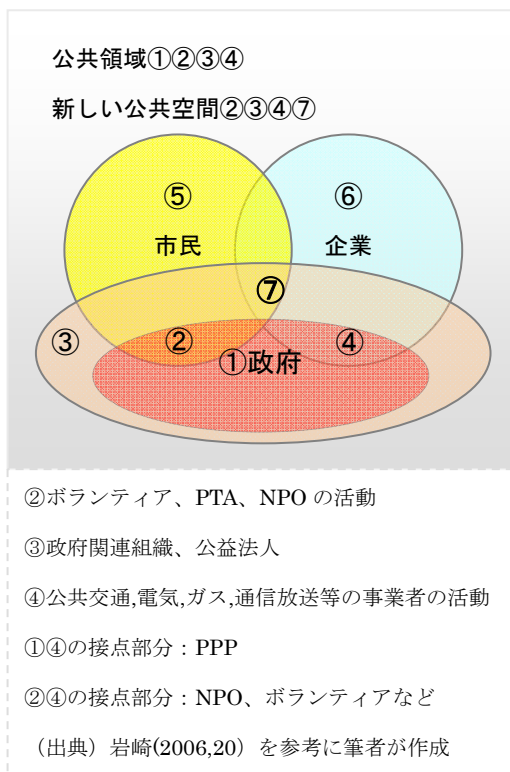 公共領域①②③④
新しい公共空間②③④⑦
⑤
⑥
市民
企業
⑦
③
②
④
①政府
②ボランティア、PTA、NPO の活動
③政府関連組織、公益法人
④公共交通,電気,ガス,通信放送等の事業者の活動
①④の接点部分：PPP
②④の接点部分：NPO、ボランティアなど
（出典）岩崎(2006,20）を参考に筆者が作成